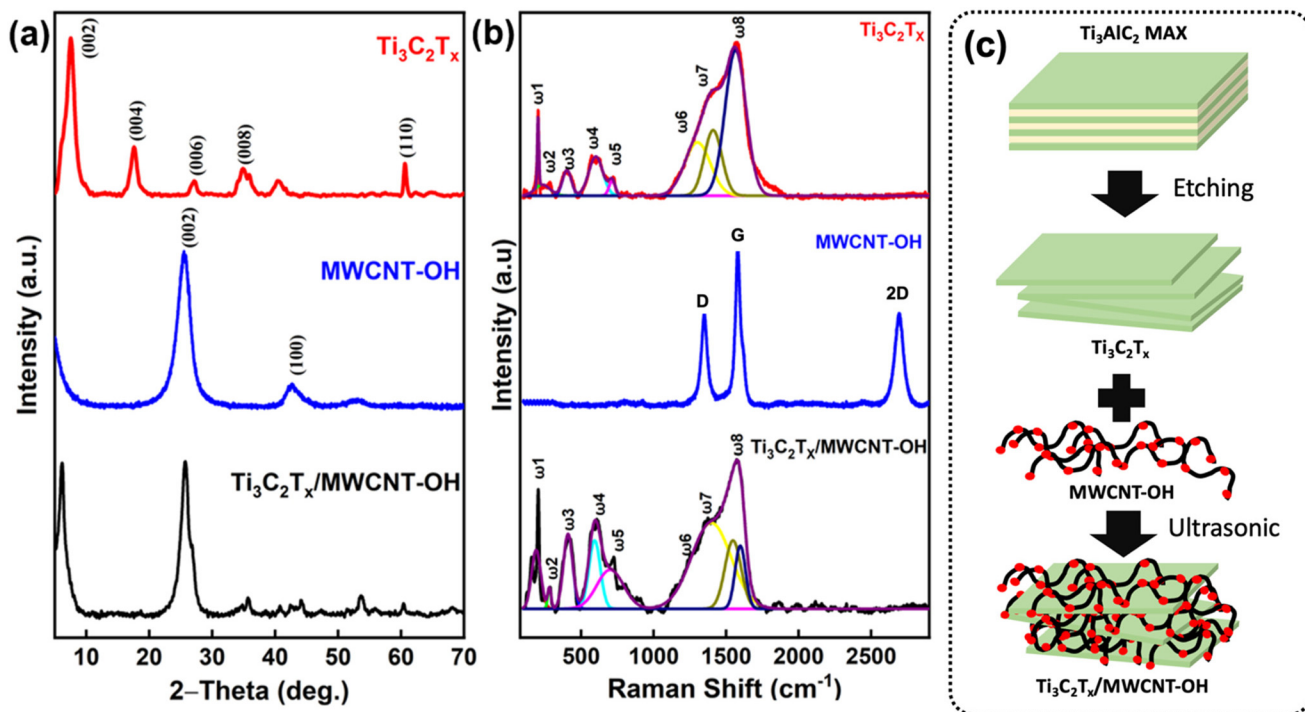 (a)
(002)
Ti₃C₂Tₓ
(004)
(006)
(008)
(110)
(002)
MWCNT-OH
(100)
Ti₃C₂Tₓ/MWCNT-OH
Intensity (a.u.)
10 20 30 40 50 60 70
2−Theta (deg.)
(b)
ω8
Ti₃C₂Tₓ
ω7
ω1
ω6
ω4
ω2
ω3
ω5
G
MWCNT-OH
D
2D
ω8
Ti₃C₂Tₓ/MWCNT-OH
ω1
ω7
ω4
ω3
ω6
ω5
ω2
Intensity (a.u)
500 1000 1500 2000 2500
Raman Shift (cm⁻¹)
(c)
Ti₃AlC₂ MAX
Etching
Ti₃C₂Tₓ
MWCNT-OH
Ultrasonic
Ti₃C₂Tₓ/MWCNT-OH